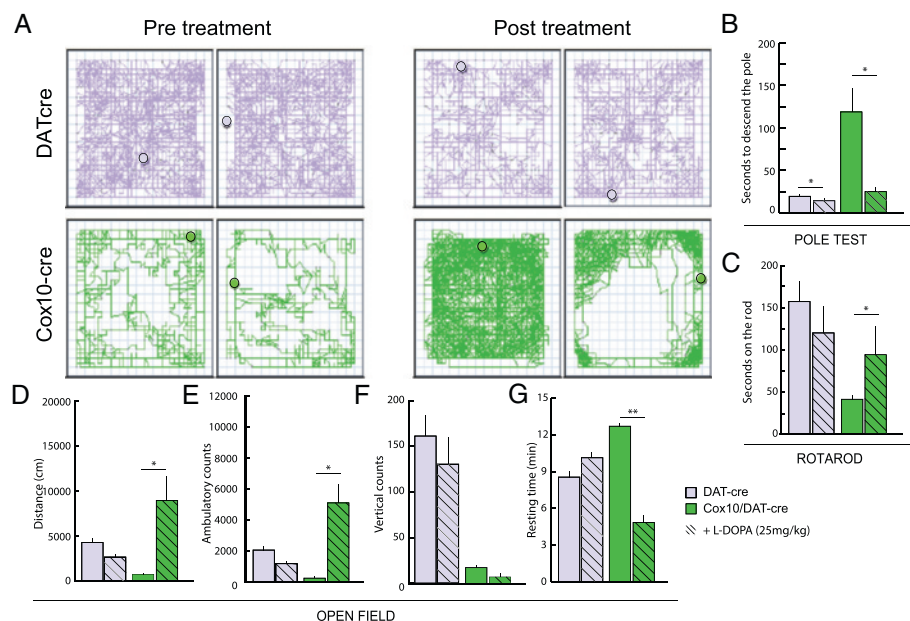 A
Pre treatment
Post treatment
DATcre
Cox10-cre
B
Seconds to descend the pole
200
150
100
50
0
*
*
POLE TEST
C
Seconds on the rod
200
150
100
50
0
*
ROTAROD
D
Distance (cm)
20000
15000
10000
5000
0
*
E
Ambulatory counts
12000
10000
8000
6000
4000
2000
0
*
F
Vertical counts
200
150
100
50
0
G
Resting time (min)
15
12
9
6
3
0
**
DAT-cre
Cox10/DAT-cre
+ L-DOPA (25mg/kg)
OPEN FIELD